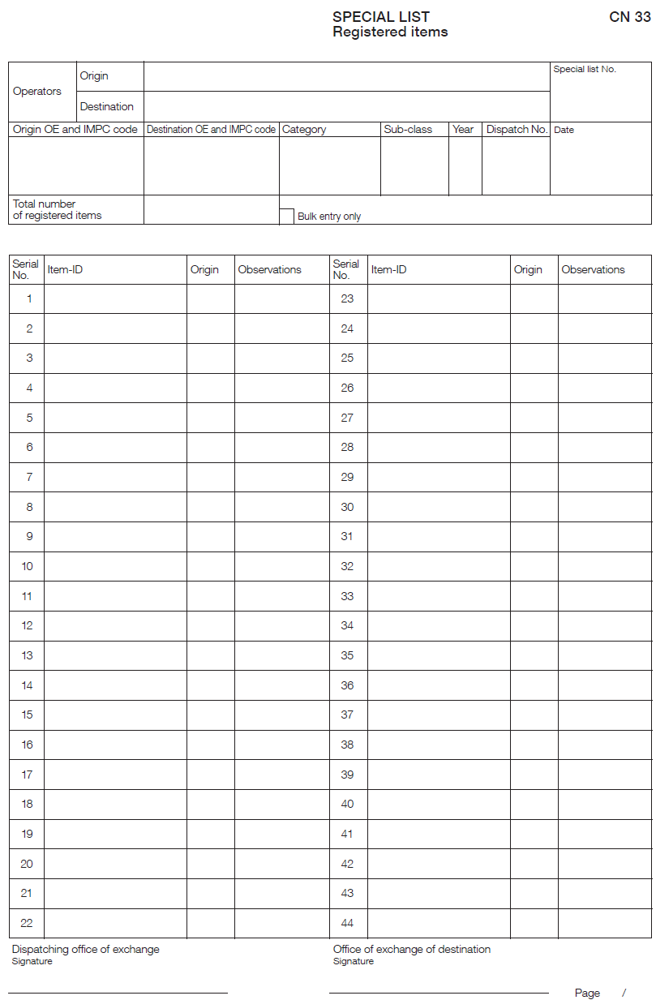 SPECIAL LIST
CN 33
Registered items
Operators
Origin
Destination
Special list No.
Origin OE and IMPC code
Destination OE and IMPC code
Category
Sub-class
Year
Dispatch No.
Date
Total number
of registered items
Bulk entry only
Serial
No.
Item-ID
Origin
Observations
Serial
No.
Item-ID
Origin
Observations
1
23
2
24
3
25
4
26
5
27
6
28
7
29
8
30
9
31
10
32
11
33
12
34
13
35
14
36
15
37
16
38
17
39
18
40
19
41
20
42
21
43
22
44
Dispatching office of exchange
Signature
Office of exchange of destination
Signature
Page /